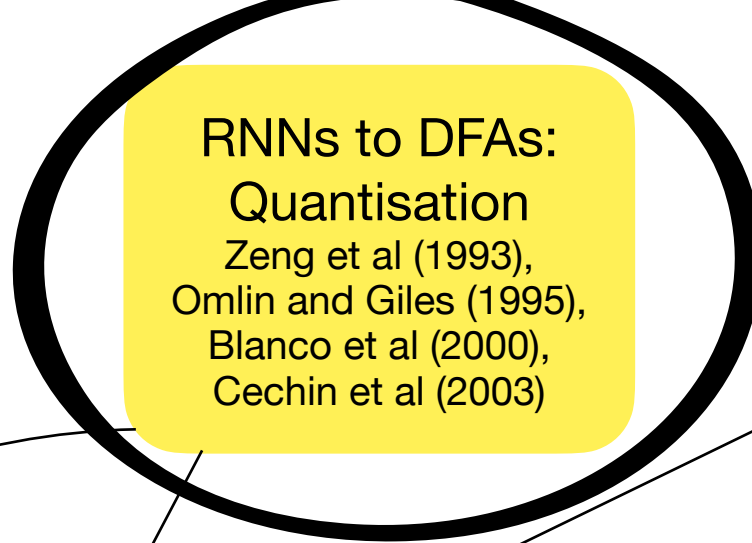 RNNs to DFAs:
Quantisation
Zeng et al (1993),
Omlin and Giles (1995),
Blanco et al (2000),
Cechin et al (2003)